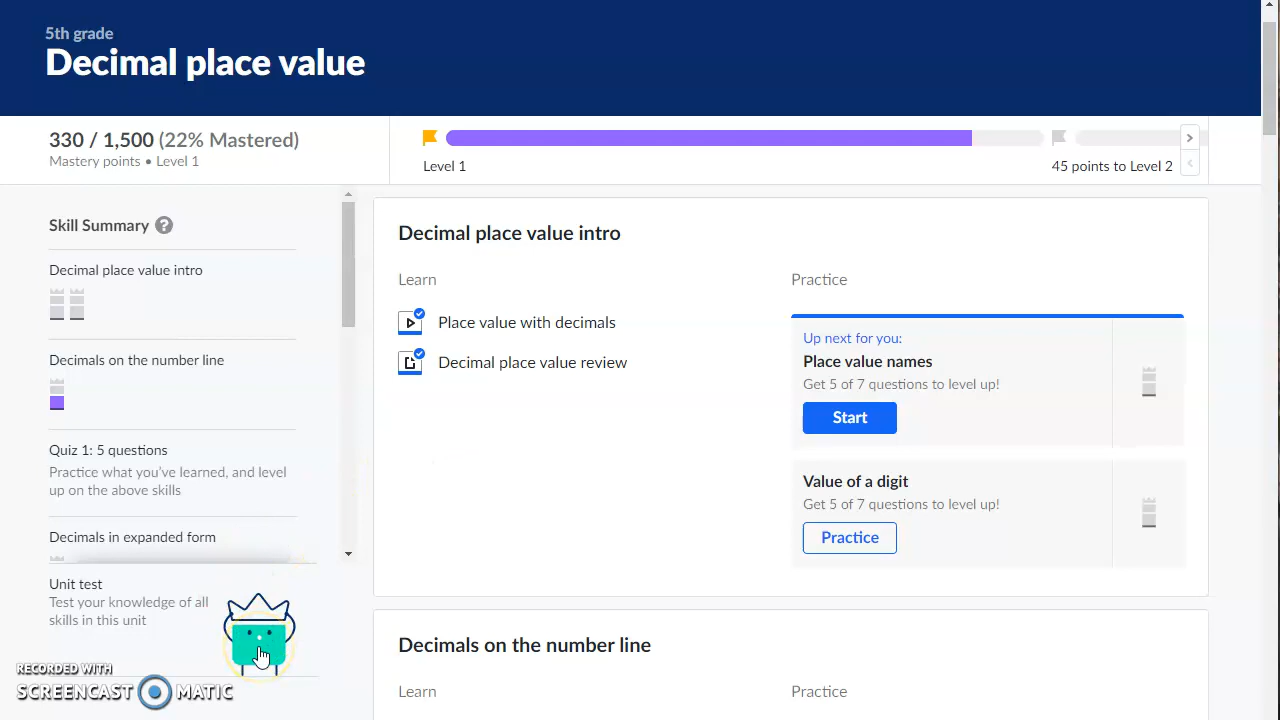 5th grade
Decimal place value
330 / 1,500 (22% Mastered)
Mastery points • Level 1
Level 1
45 points to Level 2
Skill Summary ?
Decimal place value intro
Decimals on the number line
Quiz 1: 5 questions
Practice what you've learned, and level
up on the above skills
Decimals in expanded form
Unit test
Test your knowledge of all
skills in this unit
Decimal place value intro
Learn
Place value with decimals
Decimal place value review
Practice
Up next for you:
Place value names
Get 5 of 7 questions to level up!
Start
Value of a digit
Get 5 of 7 questions to level up!
Practice
Decimals on the number line
Learn
Practice
RECORDED WITH
SCREENCAST MATIC